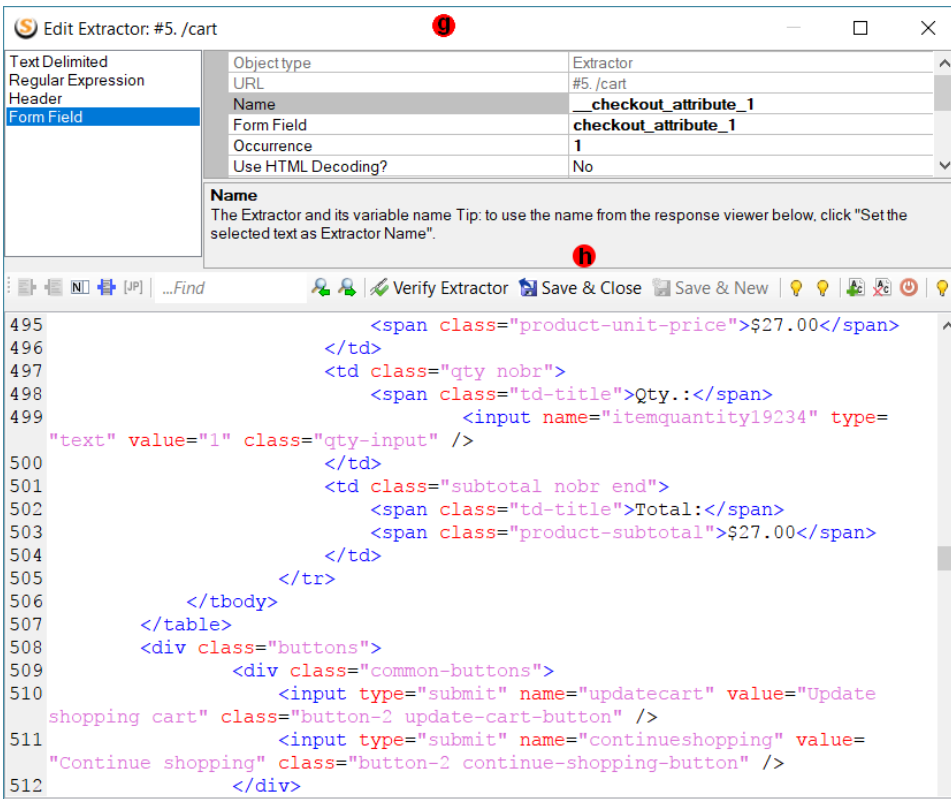 Edit Extractor: #5. /cart
g
Text Delimited
Regular Expression
Header
Form Field
Object type Extractor
URL #5. /cart
Name __checkout_attribute_1
Form Field checkout_attribute_1
Occurrence 1
Use HTML Decoding? No
Name
The Extractor and its variable name Tip: to use the name from the response viewer below, click "Set the
selected text as Extractor Name".
h
N [JP] ...Find Verify Extractor Save & Close Save & New
495 <span class="product-unit-price">$27.00</span>
496 </td>
497 <td class="qty nobr">
498 <span class="td-title">Qty.:</span>
499 <input name="itemquantity19234" type=
"text" value="1" class="qty-input" />
500 </td>
501 <td class="subtotal nobr end">
502 <span class="td-title">Total:</span>
503 <span class="product-subtotal">$27.00</span>
504 </td>
505 </tr>
506 </tbody>
507 </table>
508 <div class="buttons">
509 <div class="common-buttons">
510 <input type="submit" name="updatecart" value="Update
shopping cart" class="button-2 update-cart-button" />
511 <input type="submit" name="continueshopping" value=
"Continue shopping" class="button-2 continue-shopping-button" />
512 </div>